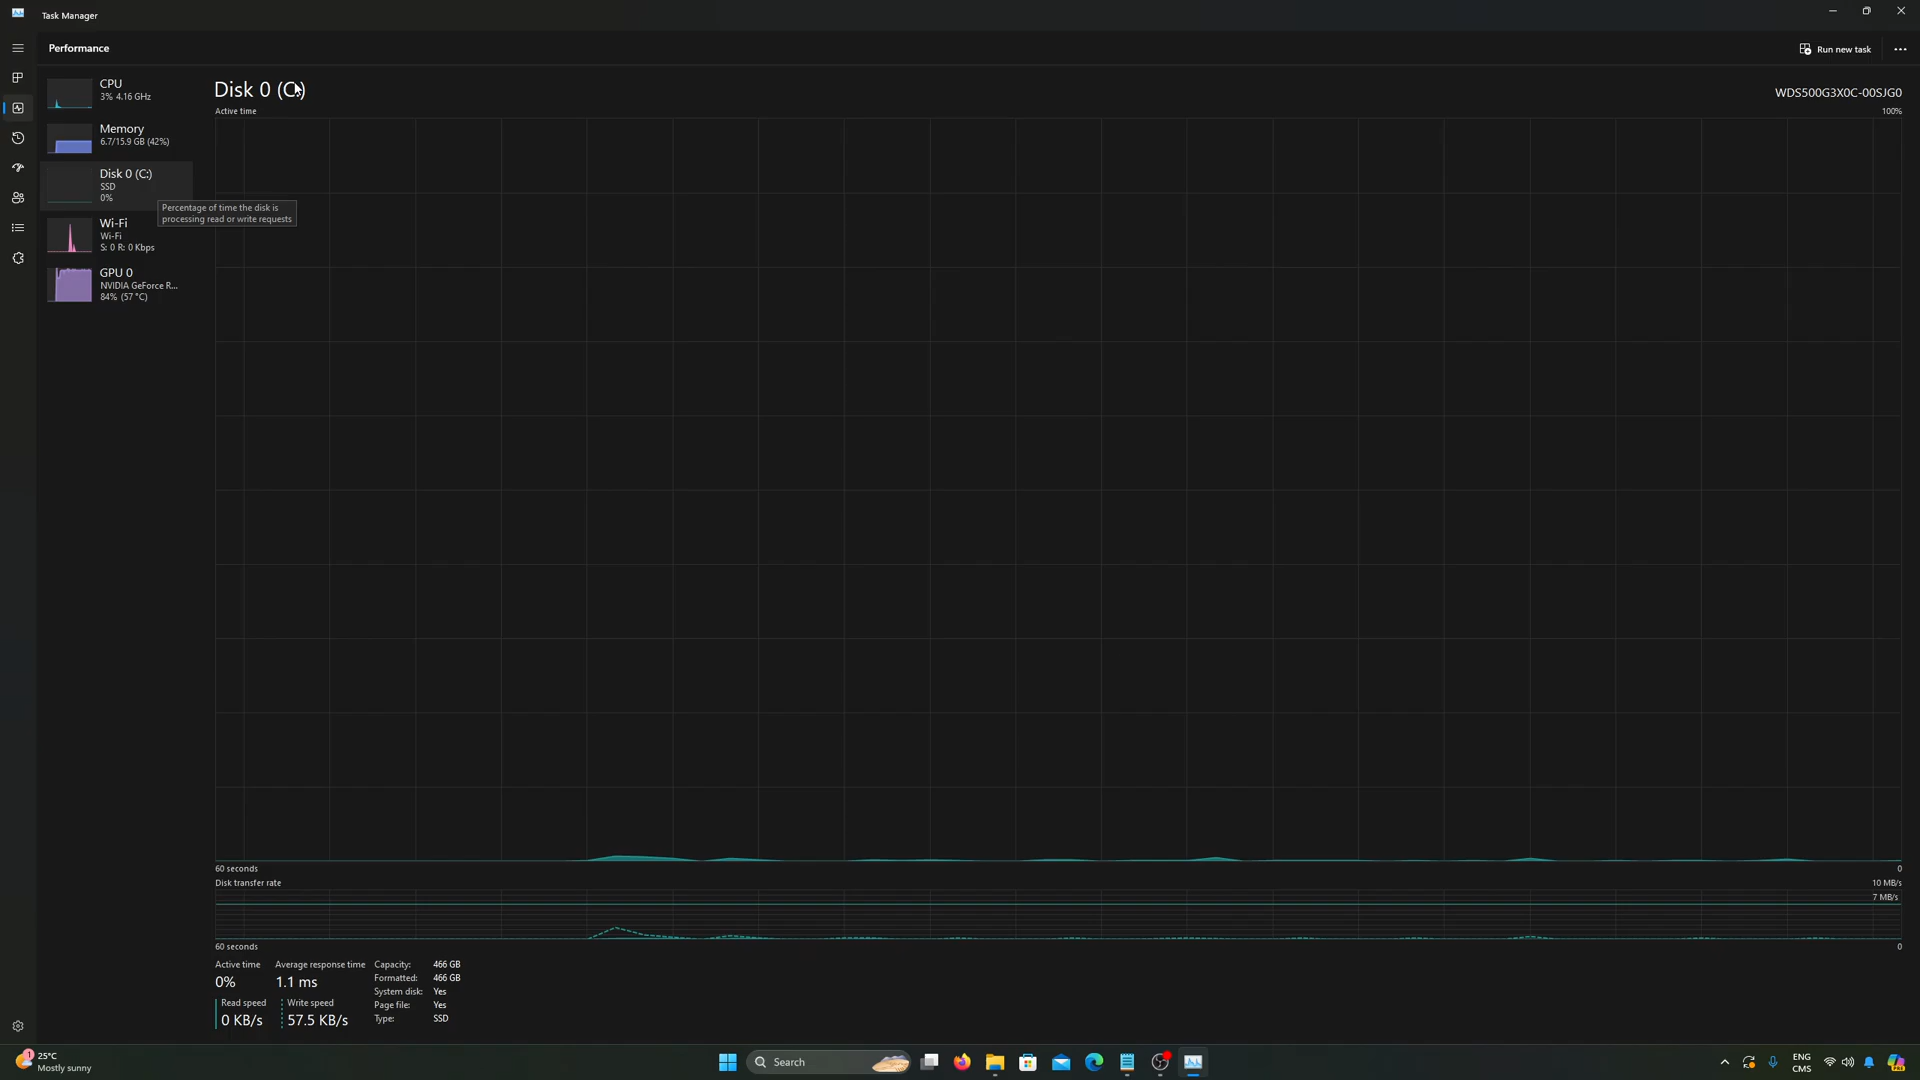 Task Manager
Performance
Run new task
CPU
3% 4.16 GHz
Memory
6.7/15.9 GB (42%)
Disk 0 (C:)
SSD
0%
Percentage of time the disk is
processing read or write requests
Wi-Fi
Wi-Fi
S: 0 R: 0 Kbps
GPU 0
NVIDIA GeForce R...
84% (57 °C)
Disk 0 (C:)
WDS500G3X0C-00SJG0
Active time
100%
60 seconds
0
Disk transfer rate
10 MB/s
7 MB/s
60 seconds
0
Active time
0%
Average response time
1.1 ms
Read speed
0 KB/s
Write speed
57.5 KB/s
Capacity: 466 GB
Formatted: 466 GB
System disk: Yes
Page file: Yes
Type: SSD
1
25°C
Mostly sunny
Search
ENG
CMS
PRE